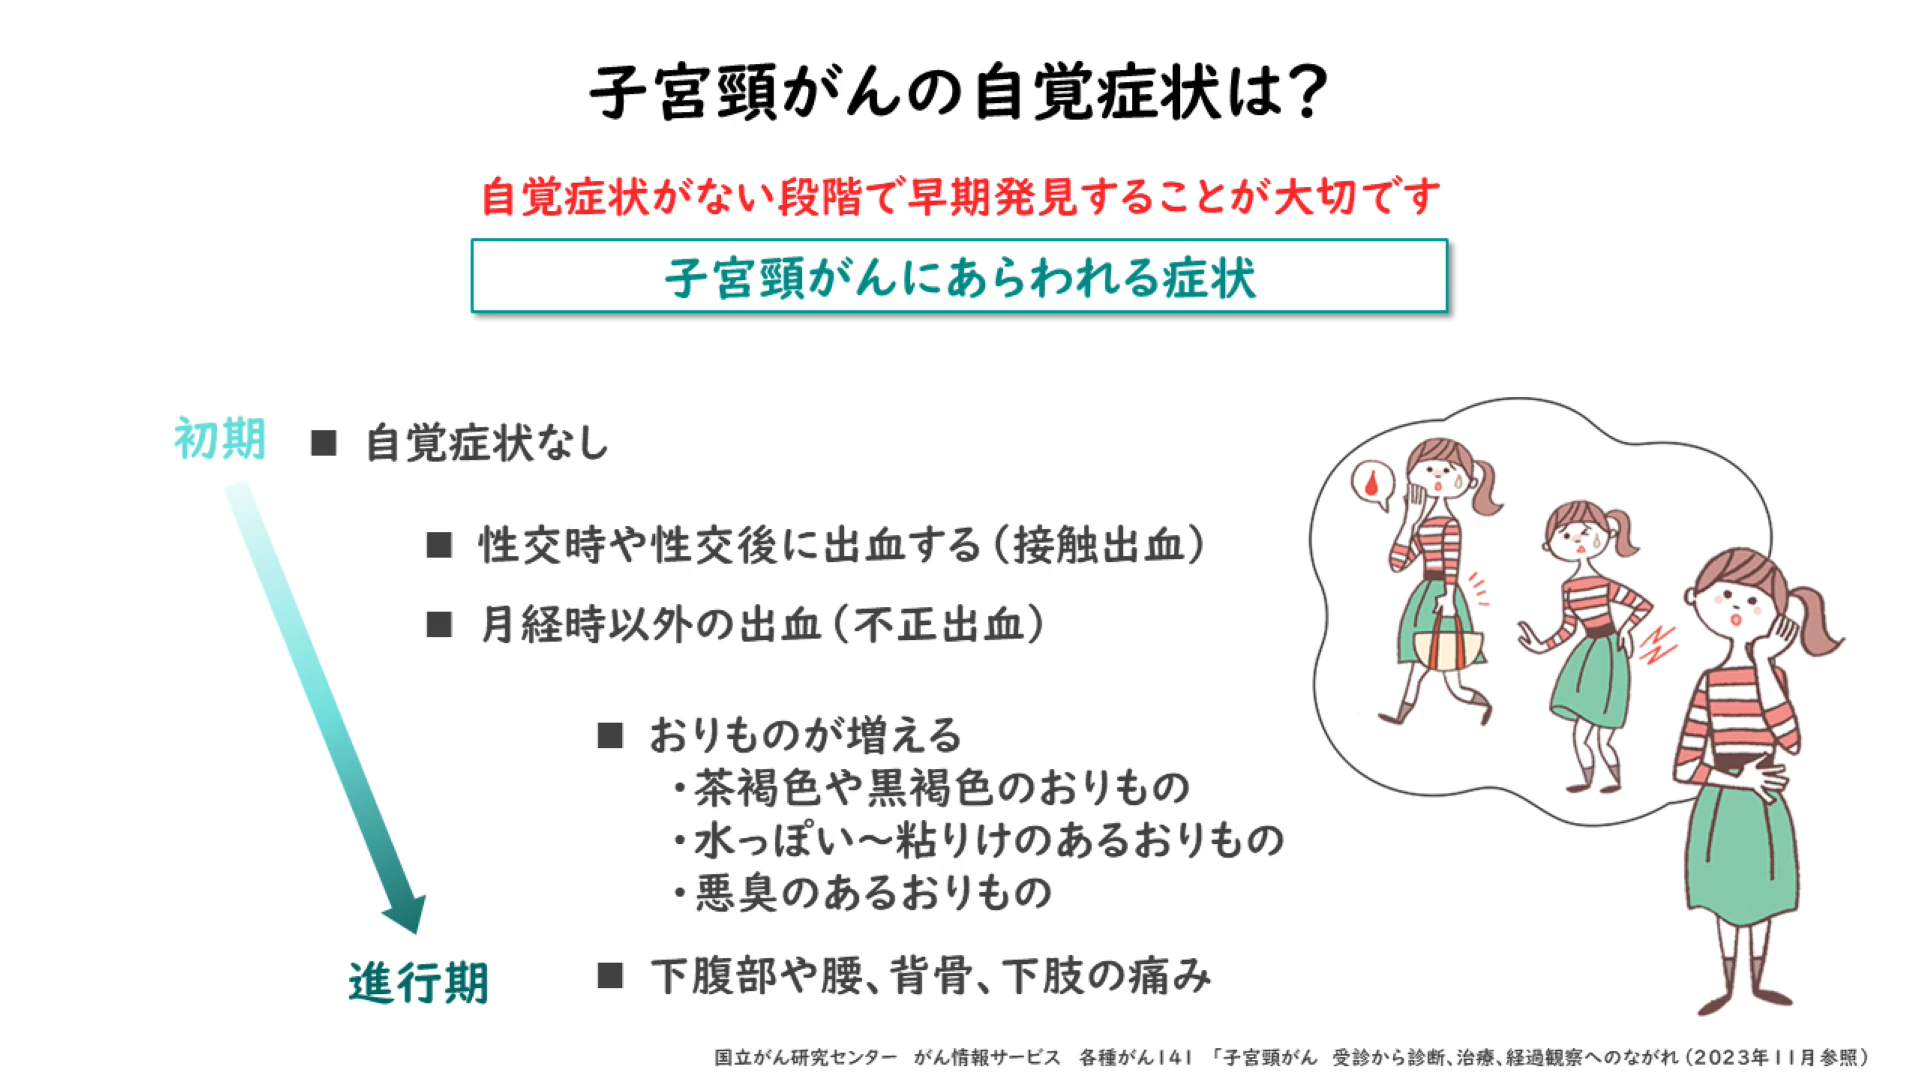 子宮頸がんの自覚症状は？
自覚症状がない段階で早期発見することが大切です
子宮頸がんにあらわれる症状
初期
■ 自覚症状なし
■ 性交時や性交後に出血する（接触出血）
■ 月経時以外の出血（不正出血）
■ おりものが増える
・茶褐色や黒褐色のおりもの
・水っぽい～粘りけのあるおりもの
・悪臭のあるおりもの
進行期
■ 下腹部や腰、背骨、下肢の痛み
国立がん研究センター　がん情報サービス　各種がん141　「子宮頸がん　受診から診断、治療、経過観察へのながれ（2023年11月参照）